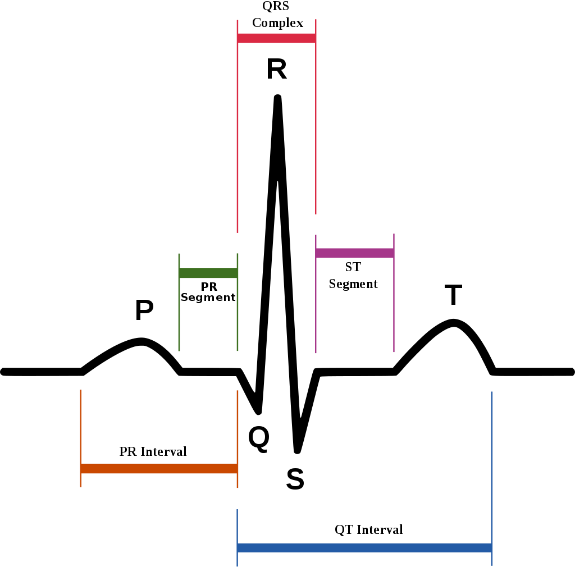 QRS
Complex
R
PR
Segment
ST
Segment
P
T
Q
PR Interval
S
QT Interval